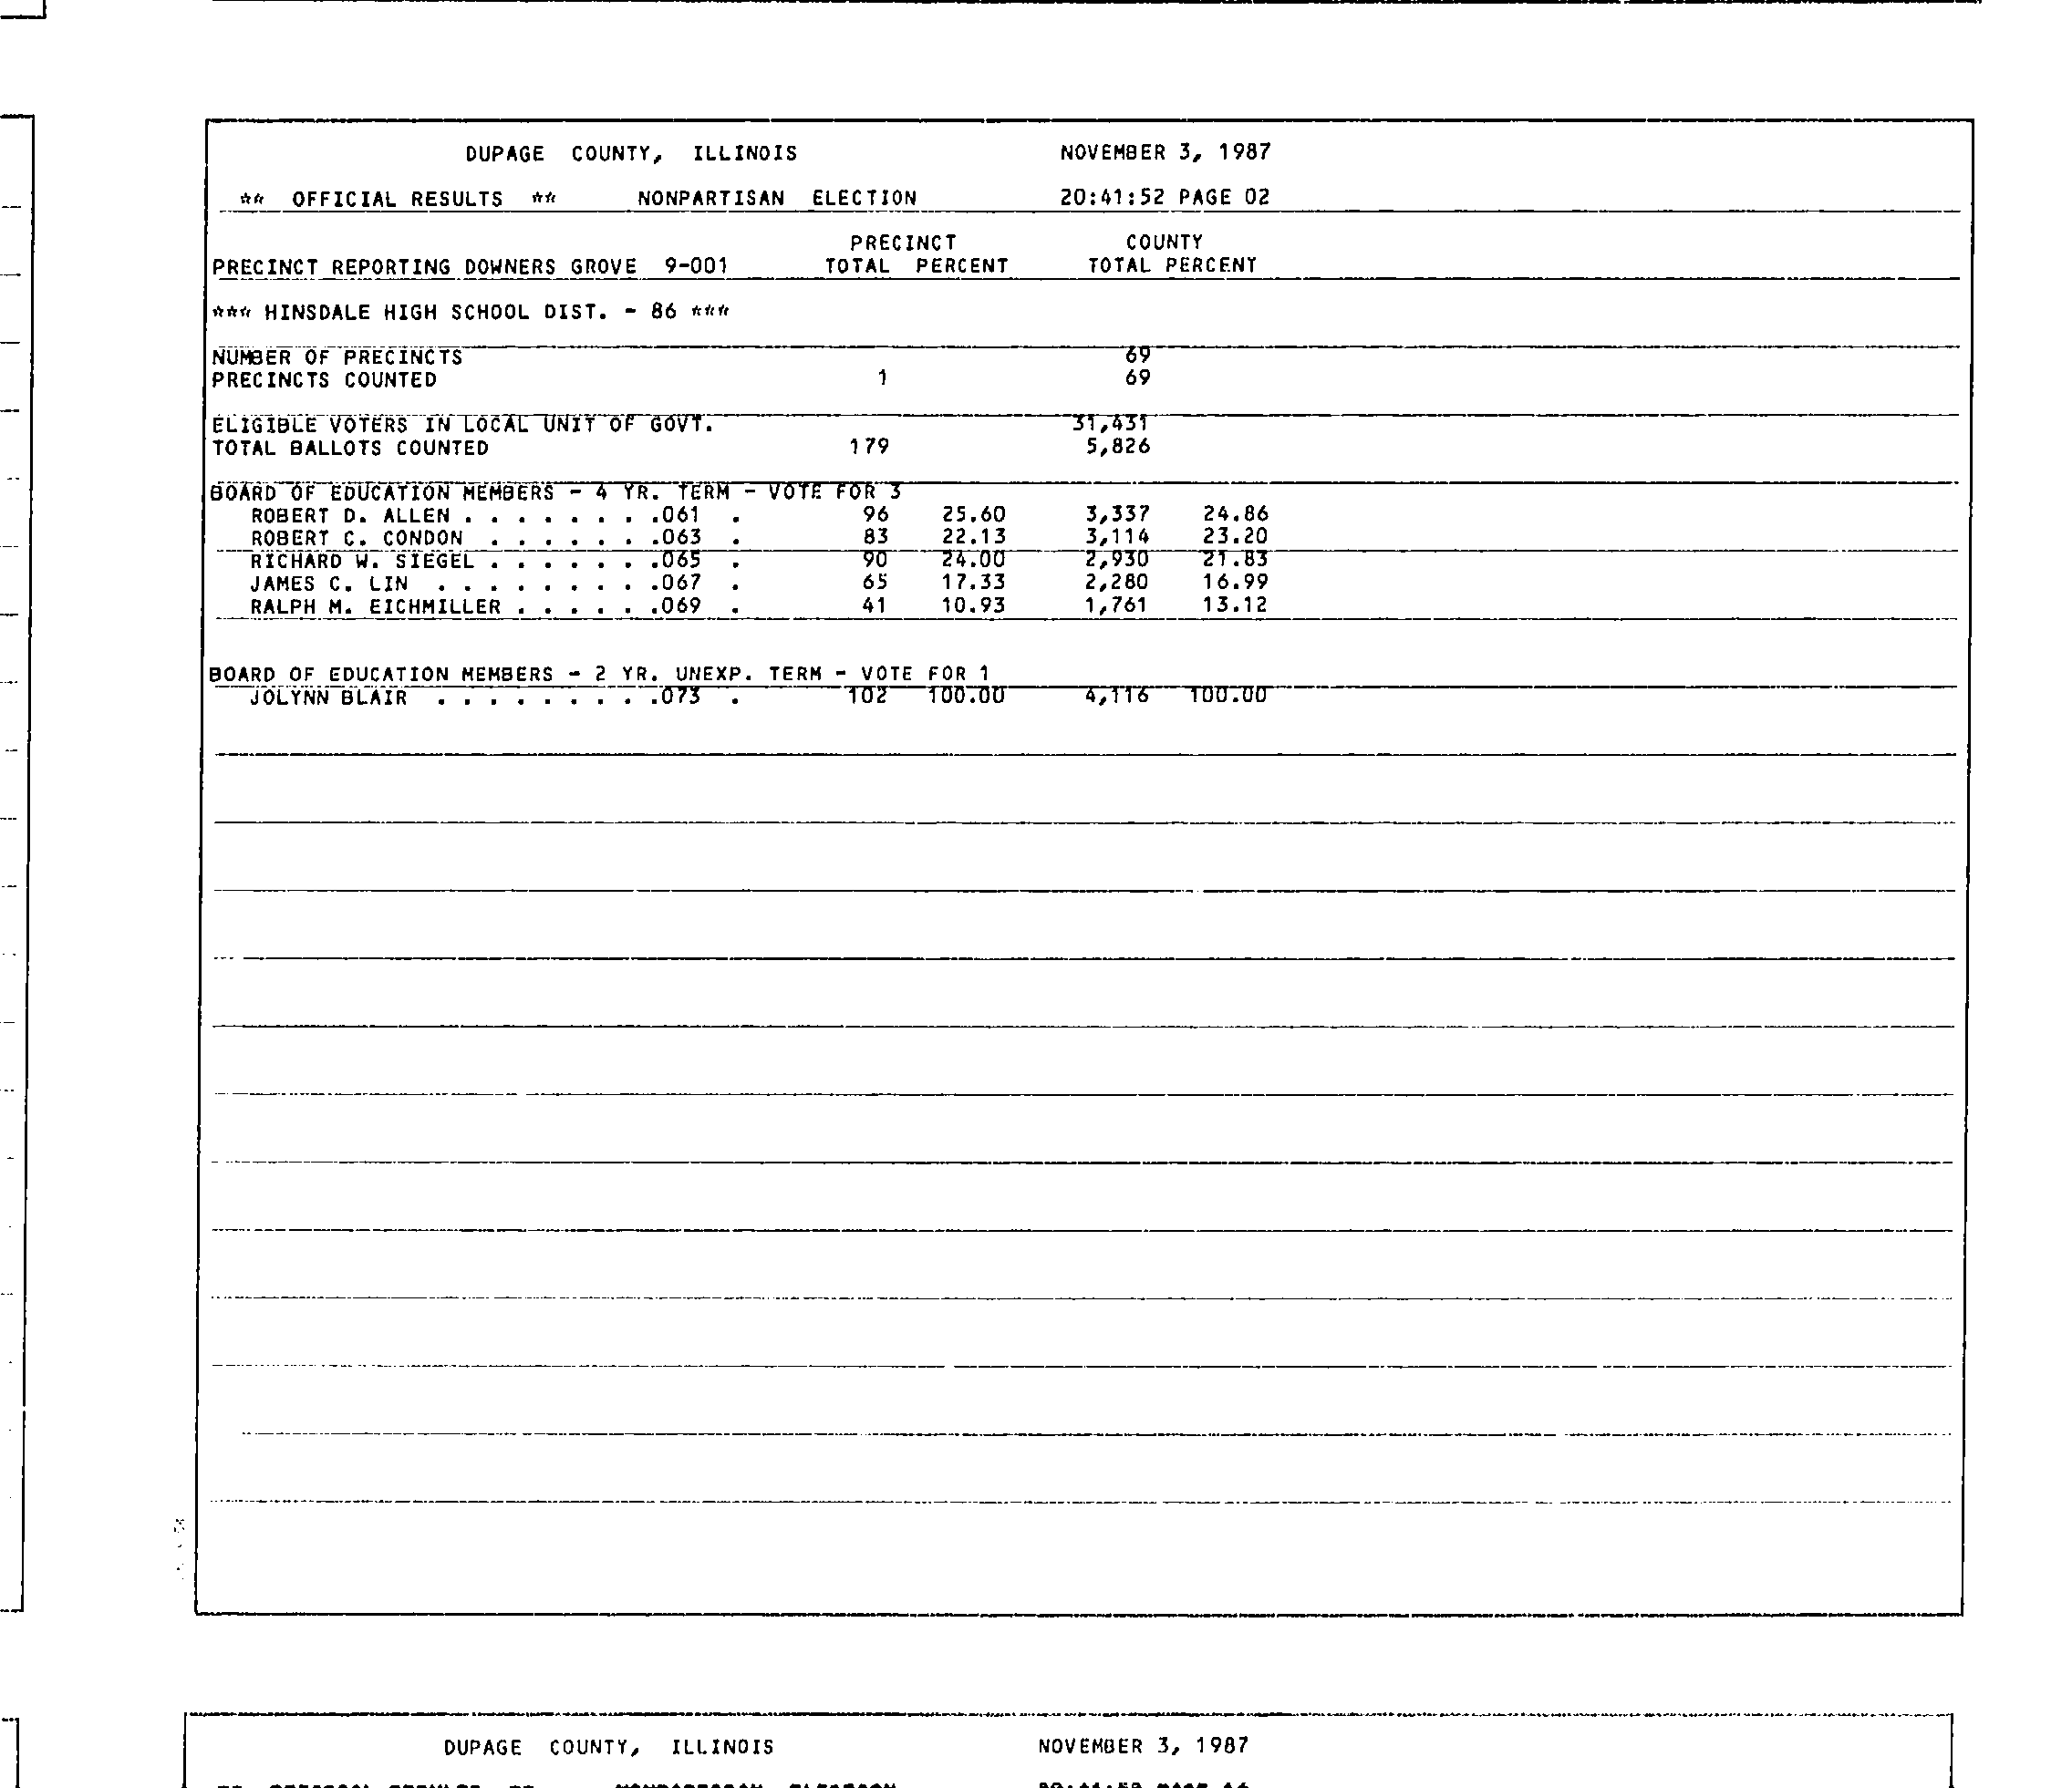 DUPAGE COUNTY, ILLINOIS NOVEMBER 3, 1987
** OFFICIAL RESULTS ** NONPARTISAN ELECTION 20:41:52 PAGE 02
PRECINCT COUNTY
PRECINCT REPORTING DOWNERS GROVE 9-001 TOTAL PERCENT TOTAL PERCENT
*** HINSDALE HIGH SCHOOL DIST. - 86 ***
NUMBER OF PRECINCTS 69
PRECINCTS COUNTED 1 69
ELIGIBLE VOTERS IN LOCAL UNIT OF GOVT. 31,431
TOTAL BALLOTS COUNTED 179 5,826
BOARD OF EDUCATION MEMBERS - 4 YR. TERM - VOTE FOR 3
ROBERT D. ALLEN . . . . . . . .061 . 96 25.60 3,337 24.86
ROBERT C. CONDON . . . . . . .063 . 83 22.13 3,114 23.20
RICHARD W. SIEGEL . . . . . . .065 . 90 24.00 2,930 21.83
JAMES C. LIN . . . . . . . . .067 . 65 17.33 2,280 16.99
RALPH M. EICHMILLER . . . . . .069 . 41 10.93 1,761 13.12
BOARD OF EDUCATION MEMBERS - 2 YR. UNEXP. TERM - VOTE FOR 1
JOLYNN BLAIR . . . . . . . . .073 . 102 100.00 4,116 100.00
DUPAGE COUNTY, ILLINOIS NOVEMBER 3, 1987